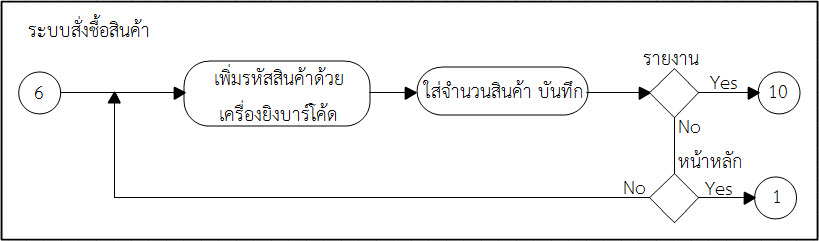 ระบบสั่งซื้อสินค้า
6
เพิ่มรหัสสินค้าด้วย
เครื่องยิงบาร์โค้ด
ใส่จำนวนสินค้า บันทึก
รายงาน
Yes
10
No
หน้าหลัก
No
Yes
1